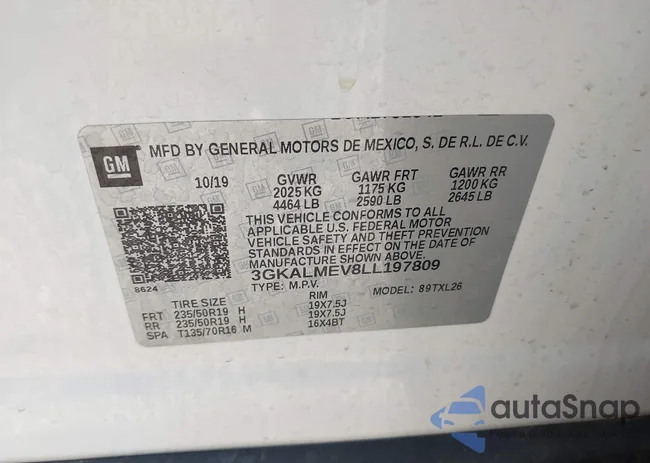 GM
MFD BY GENERAL MOTORS DE MEXICO, S. DE R.L. DE C.V.
10/19 GVWR GAWR FRT GAWR RR
2025 KG 1175 KG 1200 KG
4464 LB 2590 LB 2645 LB
THIS VEHICLE CONFORMS TO ALL
APPLICABLE U.S. FEDERAL MOTOR
VEHICLE SAFETY AND THEFT PREVENTION
STANDARDS IN EFFECT ON THE DATE OF
MANUFACTURE SHOWN ABOVE.
3GKALMEV8LL197809
8624
TYPE: M.P.V. MODEL: 89TXL26
TIRE SIZE RIM
FRT 235/50R19 H 19X7.5J
RR 235/50R19 H 19X7.5J
SPA T135/70R16 M 16X4BT
autaSnap